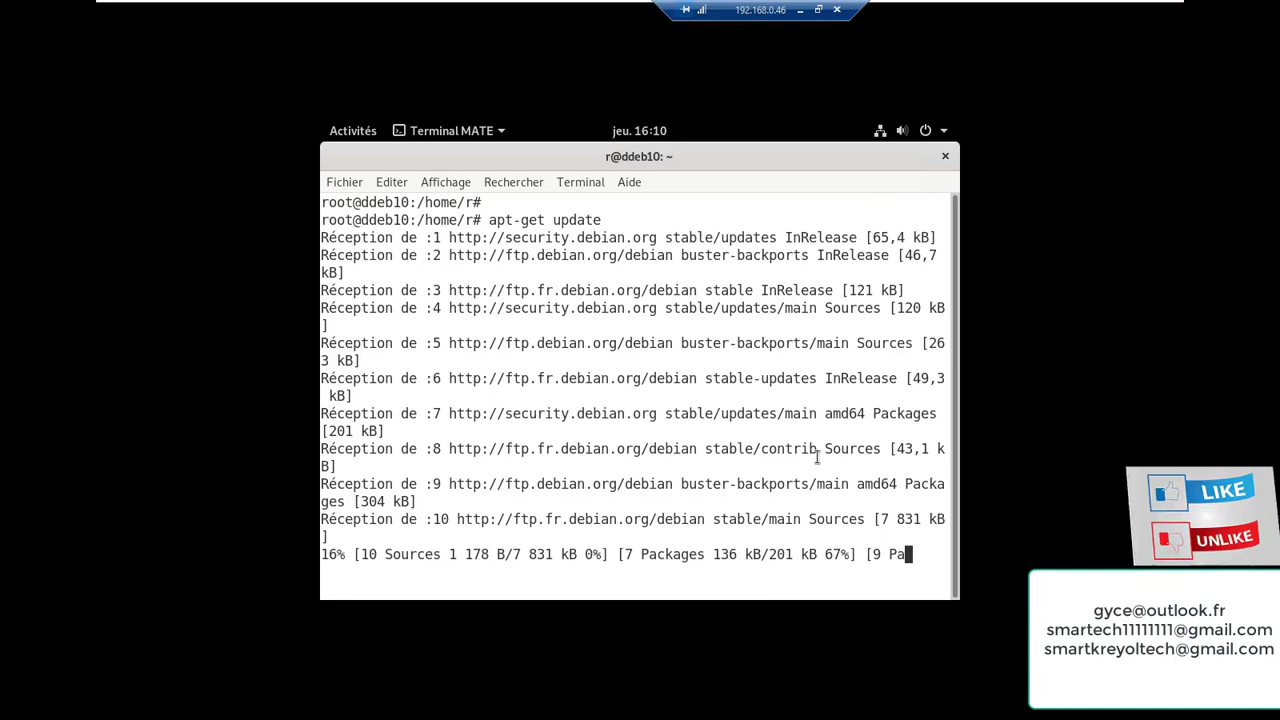 192.168.0.46
Activités Terminal MATE jeu. 16:10
r@ddeb10: ~
Fichier Editer Affichage Rechercher Terminal Aide
root@ddeb10:/home/r#
root@ddeb10:/home/r# apt-get update
Réception de :1 http://security.debian.org stable/updates InRelease [65,4 kB]
Réception de :2 http://ftp.debian.org/debian buster-backports InRelease [46,7
kB]
Réception de :3 http://ftp.fr.debian.org/debian stable InRelease [121 kB]
Réception de :4 http://security.debian.org stable/updates/main Sources [120 kB
]
Réception de :5 http://ftp.debian.org/debian buster-backports/main Sources [26
3 kB]
Réception de :6 http://ftp.fr.debian.org/debian stable-updates InRelease [49,3
kB]
Réception de :7 http://security.debian.org stable/updates/main amd64 Packages
[201 kB]
Réception de :8 http://ftp.fr.debian.org/debian stable/contrib Sources [43,1 k
B]
Réception de :9 http://ftp.debian.org/debian buster-backports/main amd64 Packa
ges [304 kB]
Réception de :10 http://ftp.fr.debian.org/debian stable/main Sources [7 831 kB
]
16% [10 Sources 1 178 B/7 831 kB 0%] [7 Packages 136 kB/201 kB 67%] [9 Pa
LIKE
UNLIKE
gyce@outlook.fr
smartech11111111@gmail.com
smartkreyoltech@gmail.com